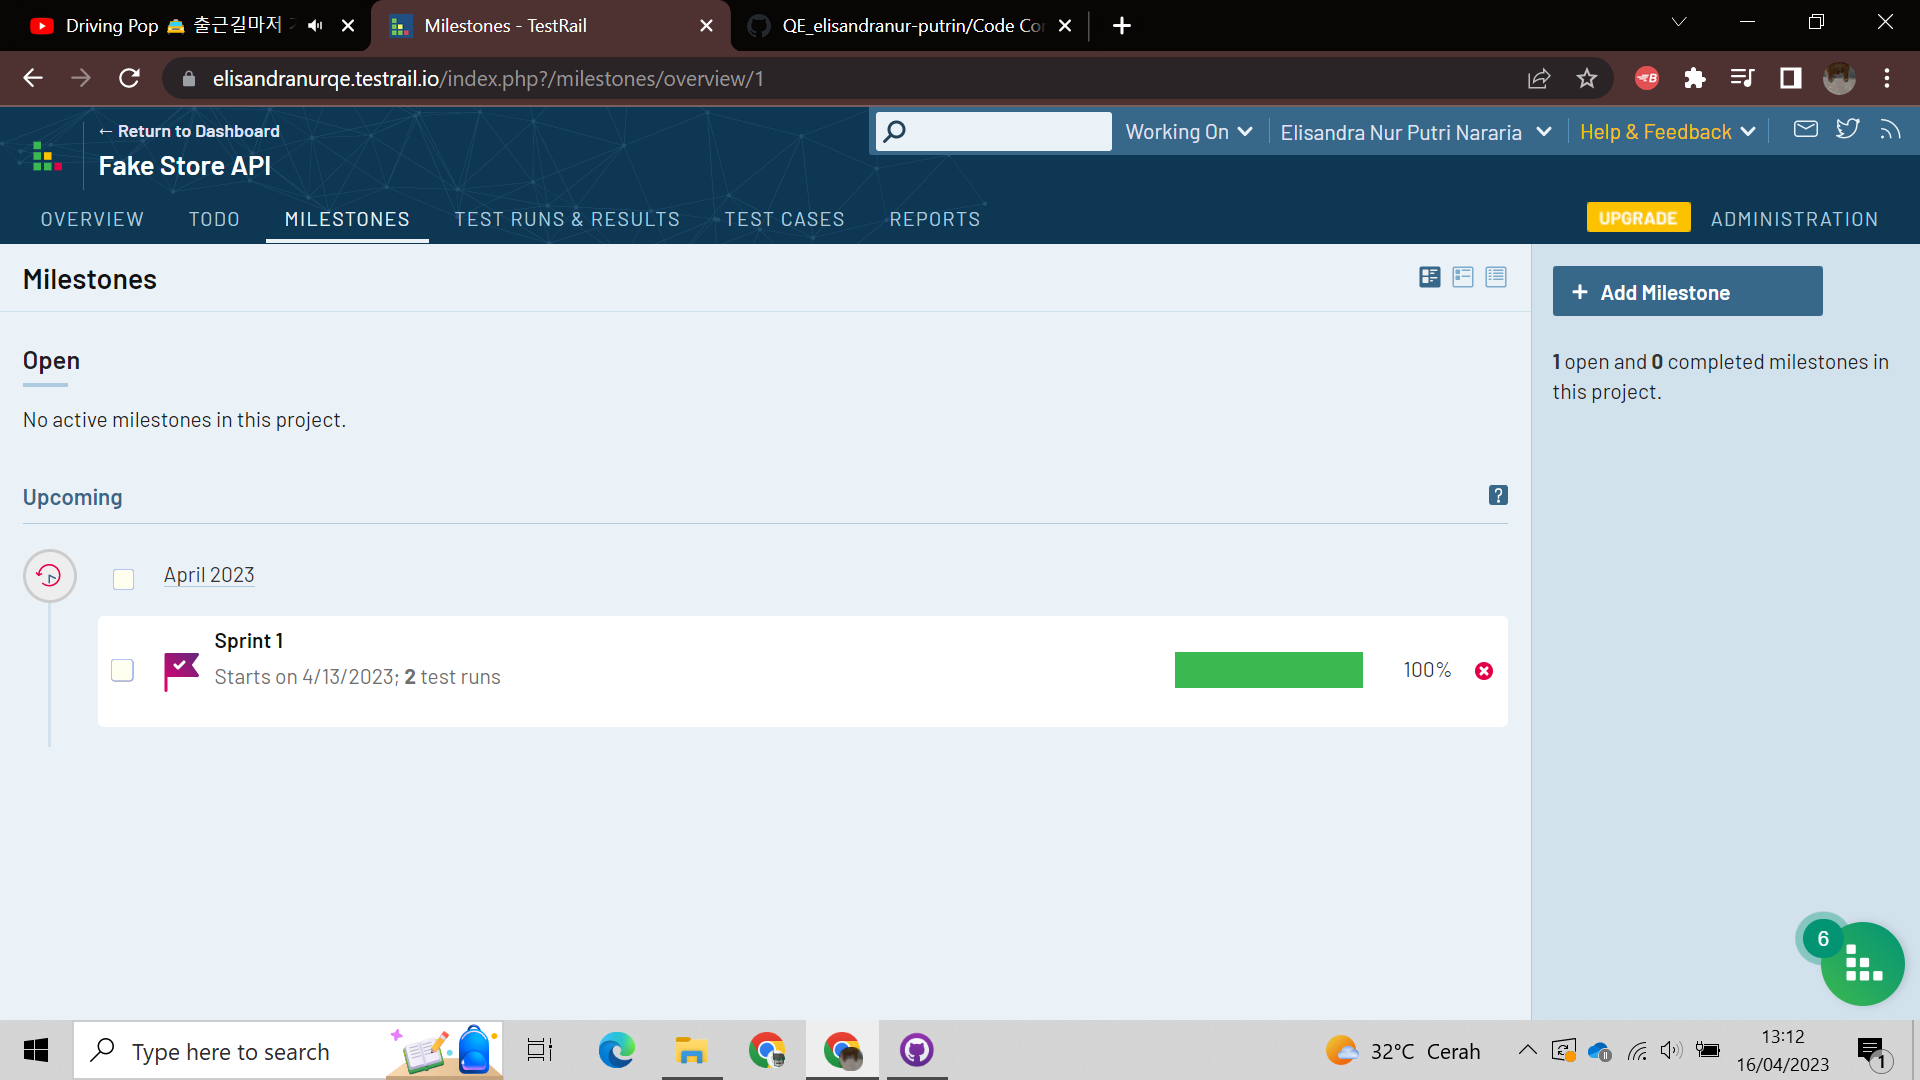 Driving Pop 🚕 출근길마저
Milestones - TestRail
QE_elisandranur-putrin/Code Co
elisandranurqe.testrail.io/index.php?/milestones/overview/1
← Return to Dashboard
Fake Store API
Working On
Elisandra Nur Putri Nararia
Help & Feedback
OVERVIEW
TODO
MILESTONES
TEST RUNS & RESULTS
TEST CASES
REPORTS
UPGRADE
ADMINISTRATION
Milestones
+ Add Milestone
1 open and 0 completed milestones in
this project.
Open
No active milestones in this project.
Upcoming
?
April 2023
Sprint 1
Starts on 4/13/2023; 2 test runs
100%
6
Type here to search
32°C Cerah
13:12
16/04/2023
1